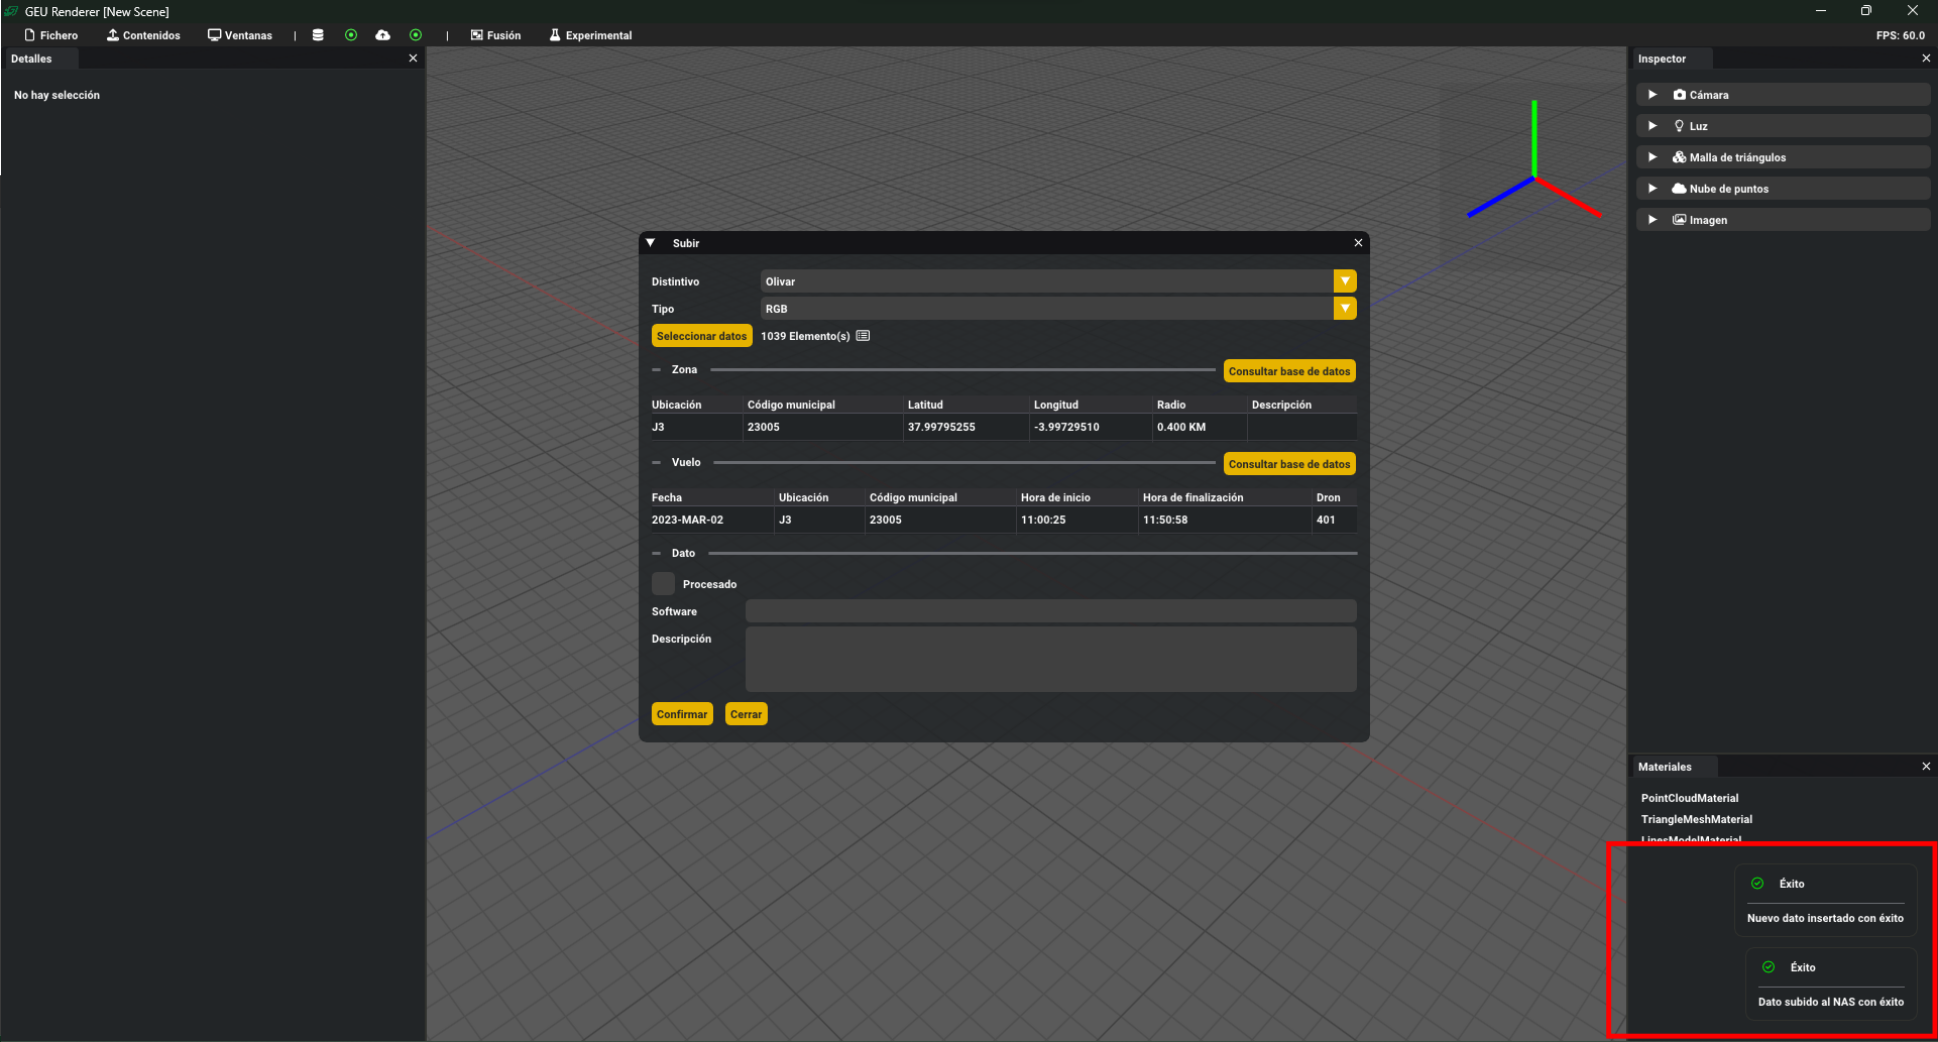 GEU Renderer [New Scene]
Fichero Contenidos Ventanas | | Fusión Experimental FPS: 60.0
Detalles
No hay selección
Subir
Distintivo Olivar
Tipo RGB
Seleccionar datos 1039 Elemento(s)
Zona Consultar base de datos
Ubicación Código municipal Latitud Longitud Radio Descripción
J3 23005 37.99795255 -3.99729510 0.400 KM
Vuelo Consultar base de datos
Fecha Ubicación Código municipal Hora de inicio Hora de finalización Dron
2023-MAR-02 J3 23005 11:00:25 11:50:58 401
Dato
Procesado
Software
Descripción
Confirmar Cerrar
Inspector
Cámara
Luz
Malla de triángulos
Nube de puntos
Imagen
Materiales
PointCloudMaterial
TriangleMeshMaterial
LinesModelMaterial
Éxito
Nuevo dato insertado con éxito
Éxito
Dato subido al NAS con éxito